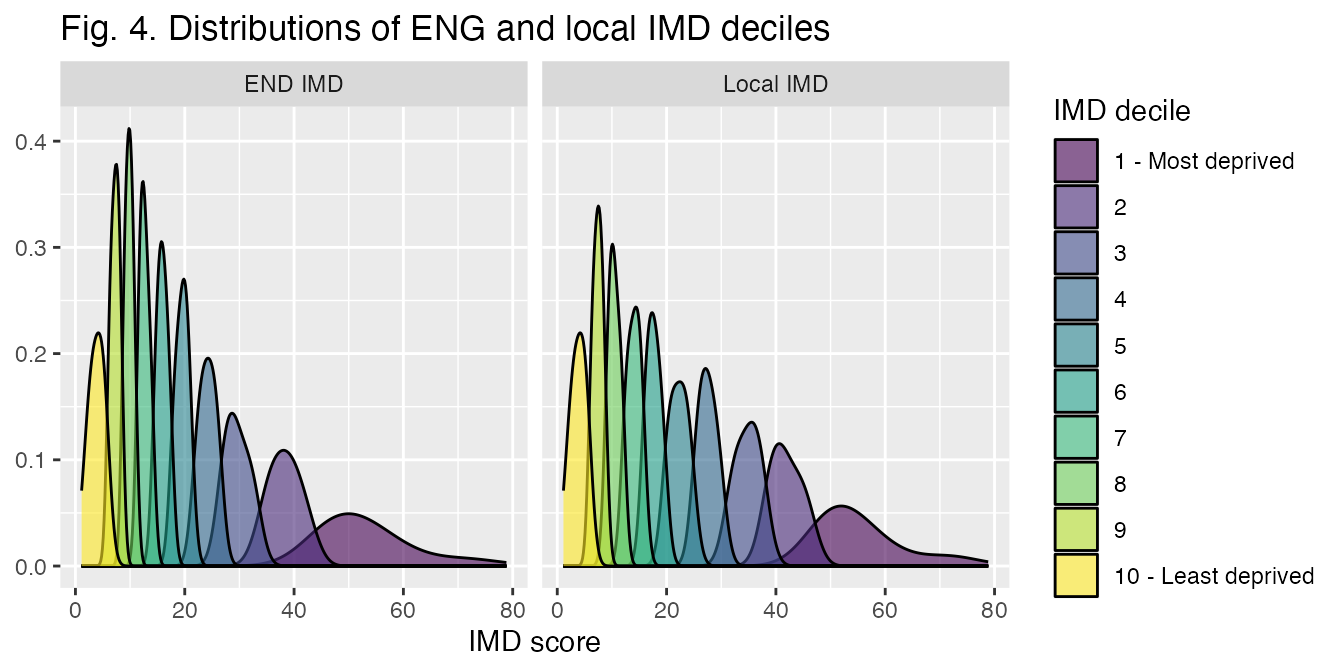 Fig. 4. Distributions of ENG and local IMD deciles
END IMD
Local IMD
0.4
0.3
0.2
0.1
0.0
0 20 40 60 80
0 20 40 60 80
IMD score
IMD decile
1 - Most deprived
2
3
4
5
6
7
8
9
10 - Least deprived